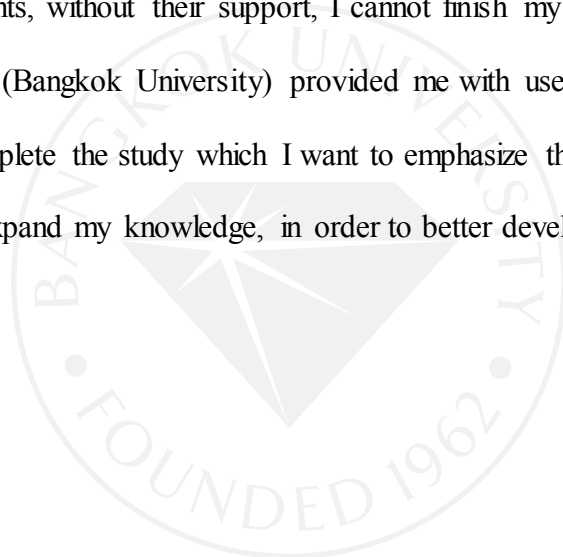 nts, without their support, I cannot finish my
(Bangkok University) provided me with use
plete the study which I want to emphasize th
xpand my knowledge, in order to better devel
BANGKOK UNIVERSITY
FOUNDED 1962